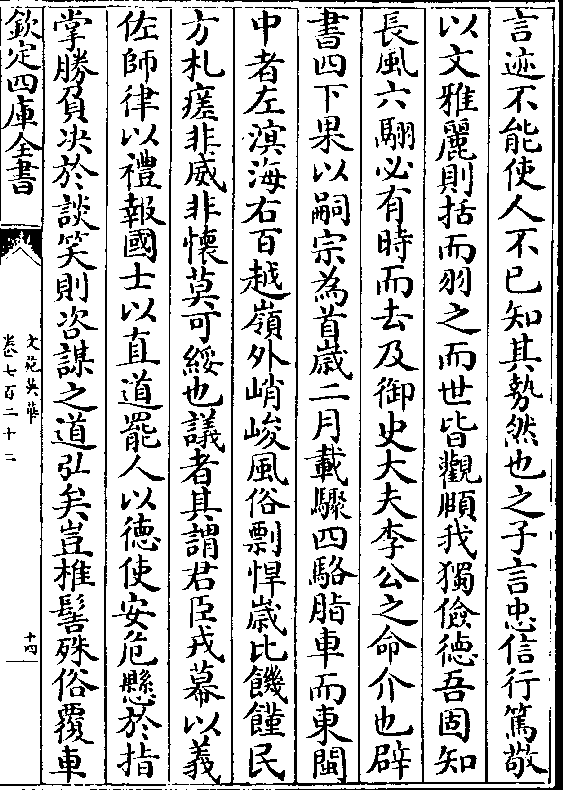 言迹不能使人不已知其勢然也之子言忠信行篤敬
以文雅麗則括而羽之而世皆觀頤我獨儉德吾固知
長風六翮必有時而去及御史大夫李公之命介也辟
書四下果以嗣宗為首歲二月載驟四駱脂車而東閩
中者左溟海右百越嶺外峭峻風俗剽悍歲比饑饉民
方札瘥非威非懷莫可綏也議者其謂君臣戎幕以義
佐師律以禮報國士以直道罷人以德使安危懸於指
掌勝負决於談笑則咨謀之道弘矣豈椎髻殊俗覆車
欽定四庫全書
文苑英華
卷七百二十二
十四